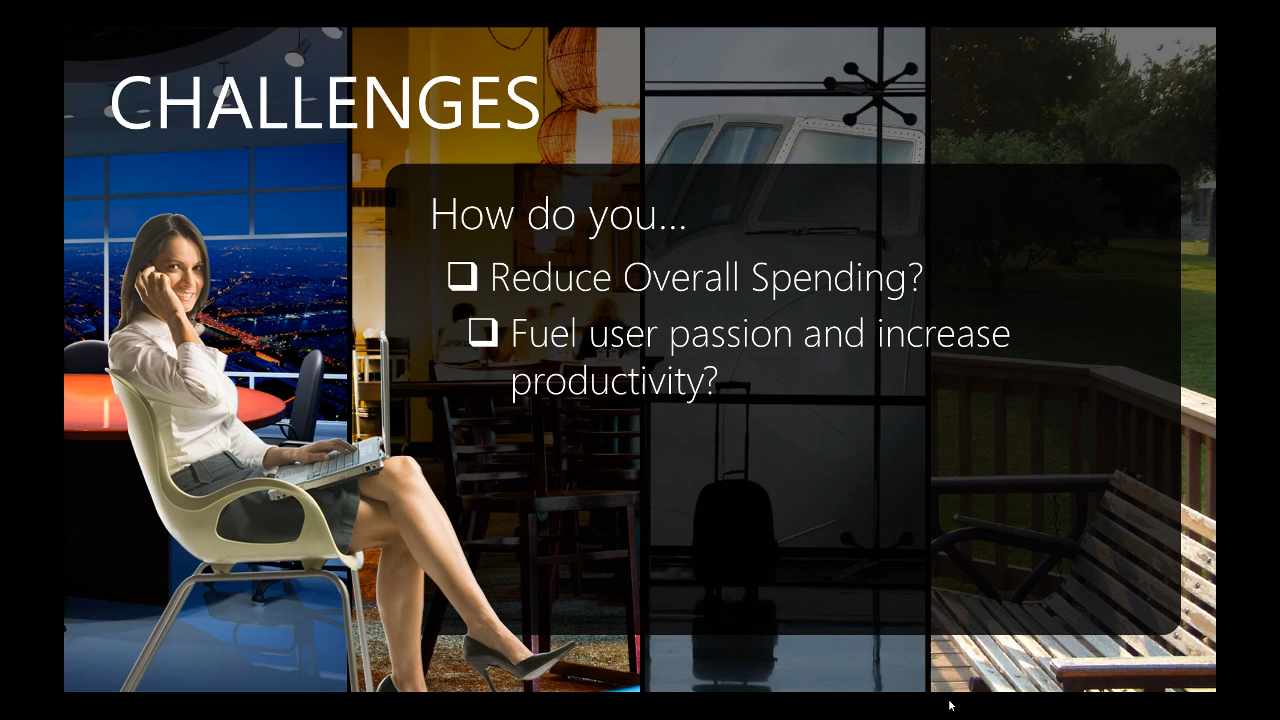 CHALLENGES
How do you...
❑ Reduce Overall Spending?
❑ Fuel user passion and increase
productivity?